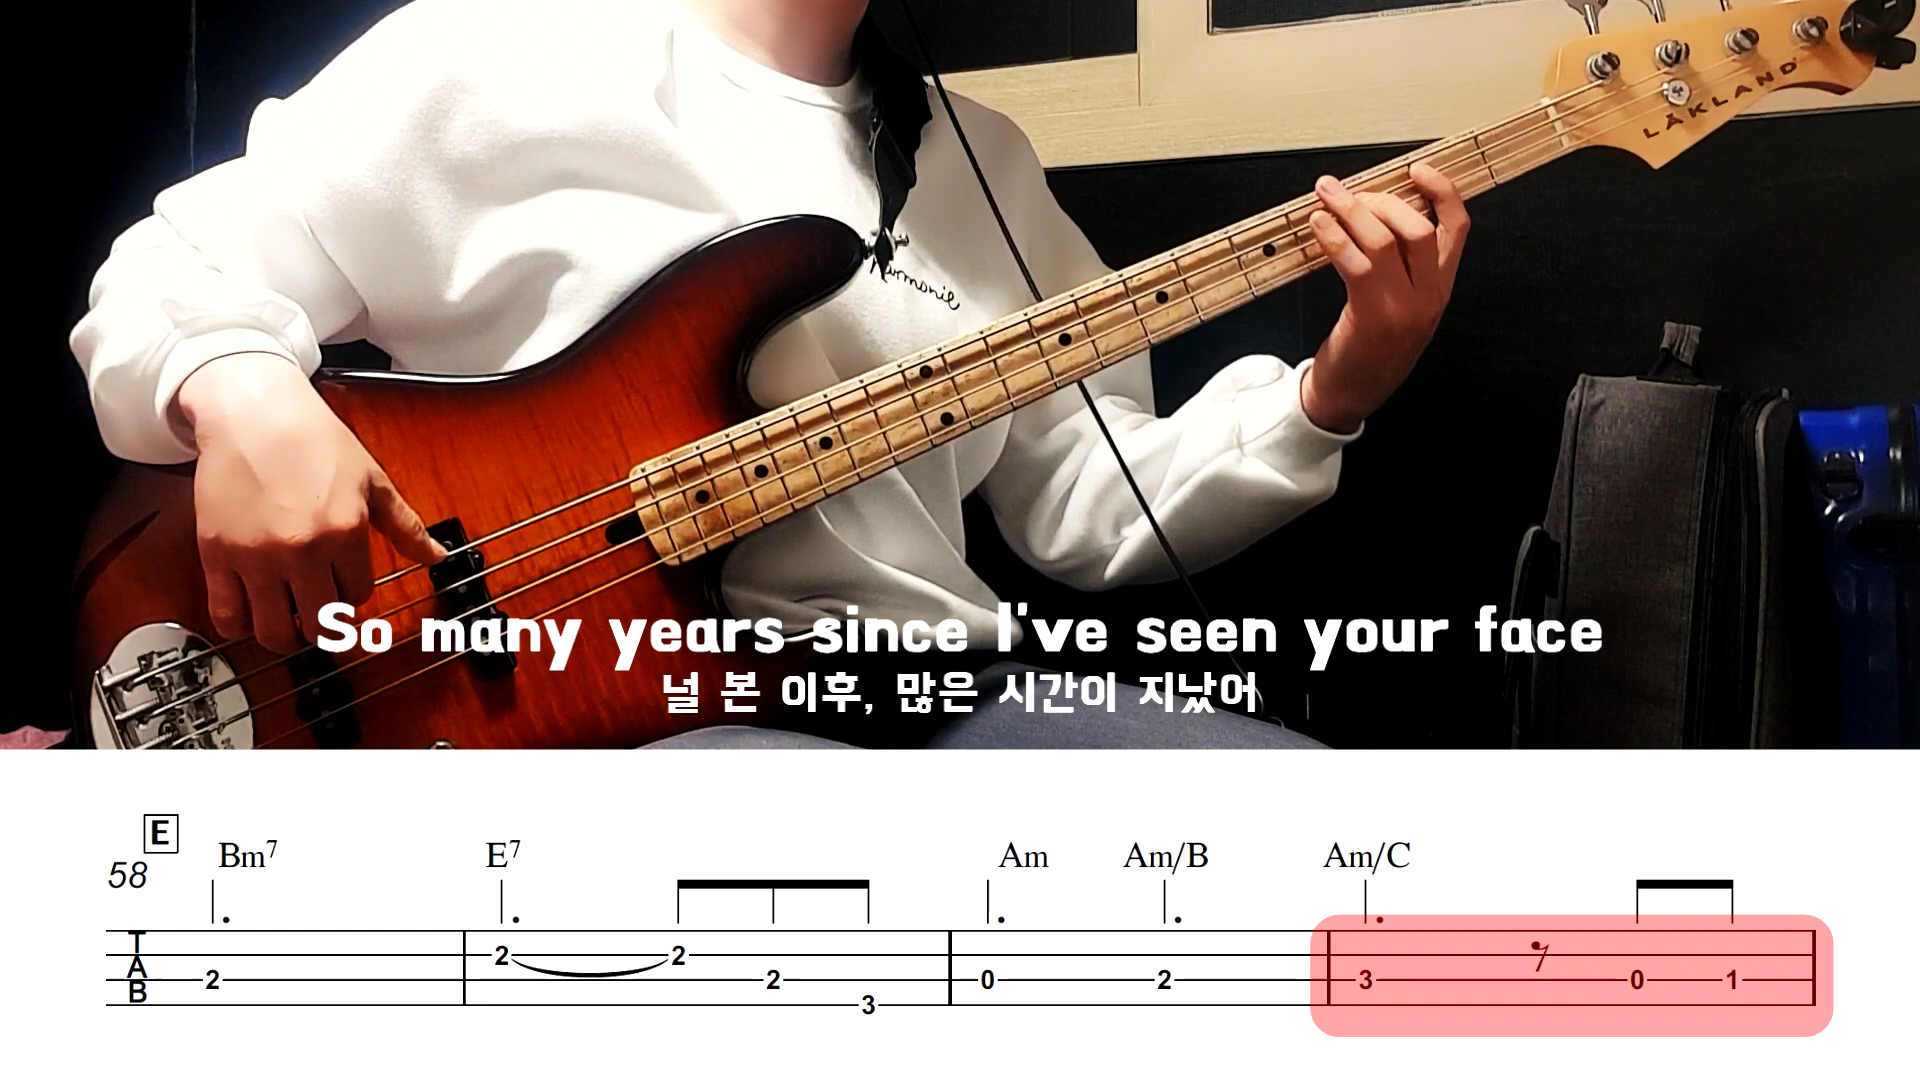 LAKLAND
harmonie
So many years since I've seen your face
널 본 이후, 많은 시간이 지났어
E
58 Bm7 E7 Am Am/B Am/C
T
A
B
2 2 2 2 3 0 2 3 0 1